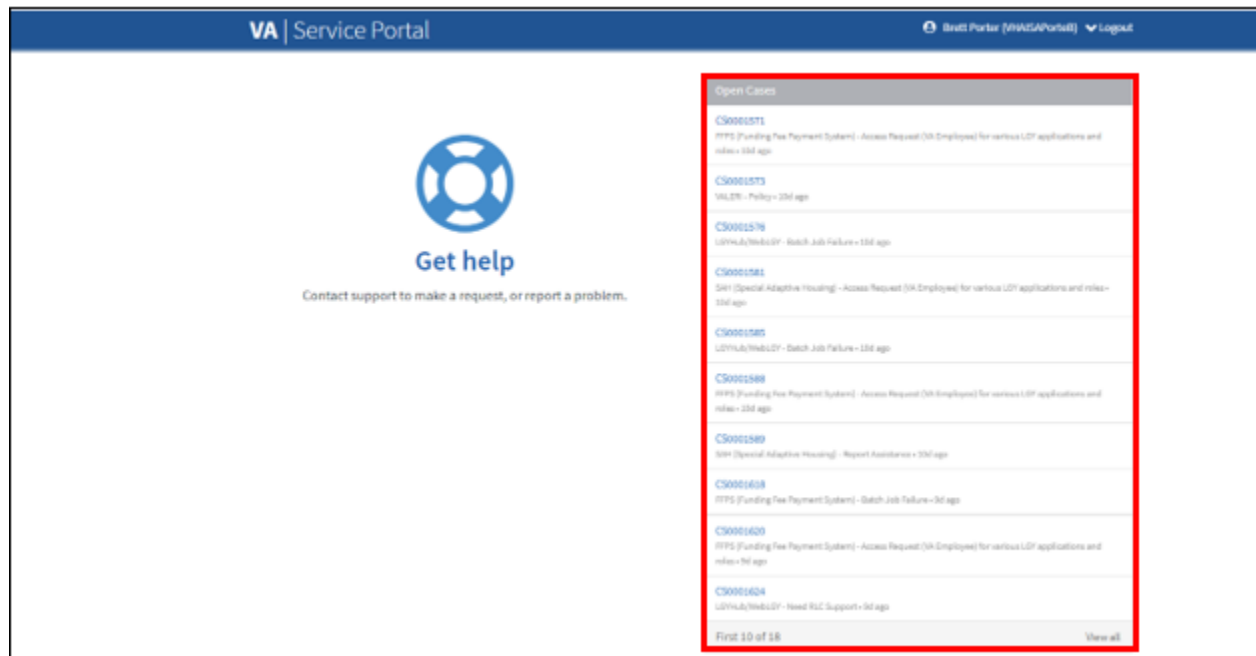 VA | Service Portal
Brett Porter (VHAISAPorteB) Logout
Get help
Contact support to make a request, or report a problem.
Open Cases
CS0001571
FFPS (Funding Fee Payment System) - Access Request (VA Employee) for various LGY applications and
roles • 10d ago
CS0001573
VALERI - Policy • 10d ago
CS0001576
LGYHub/WebLGY - Batch Job Failure • 10d ago
CS0001581
SAH (Special Adaptive Housing) - Access Request (VA Employee) for various LGY applications and roles •
10d ago
CS0001585
LGYHub/WebLGY - Batch Job Failure • 10d ago
CS0001588
FFPS (Funding Fee Payment System) - Access Request (VA Employee) for various LGY applications and
roles • 10d ago
CS0001589
SAH (Special Adaptive Housing) - Report Assistance • 10d ago
CS0001618
FFPS (Funding Fee Payment System) - Batch Job Failure • 9d ago
CS0001620
FFPS (Funding Fee Payment System) - Access Request (VA Employee) for various LGY applications and
roles • 9d ago
CS0001624
LGYHub/WebLGY - Need RLC Support • 9d ago
First 10 of 18
View all